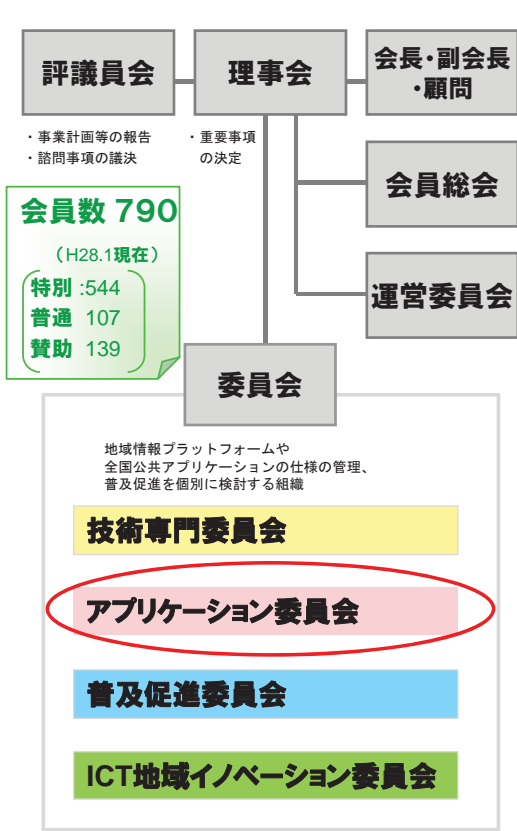 評議員会
理事会
会長・副会長
・顧問
・事業計画等の報告
・諮問事項の議決
・重要事項
の決定
会員総会
会員数 790
（H28.1現在）
特別 :544
普通 107
賛助 139
運営委員会
委員会
地域情報プラットフォームや
全国公共アプリケーションの仕様の管理、
普及促進を個別に検討する組織
技術専門委員会
アプリケーション委員会
普及促進委員会
ICT地域イノベーション委員会